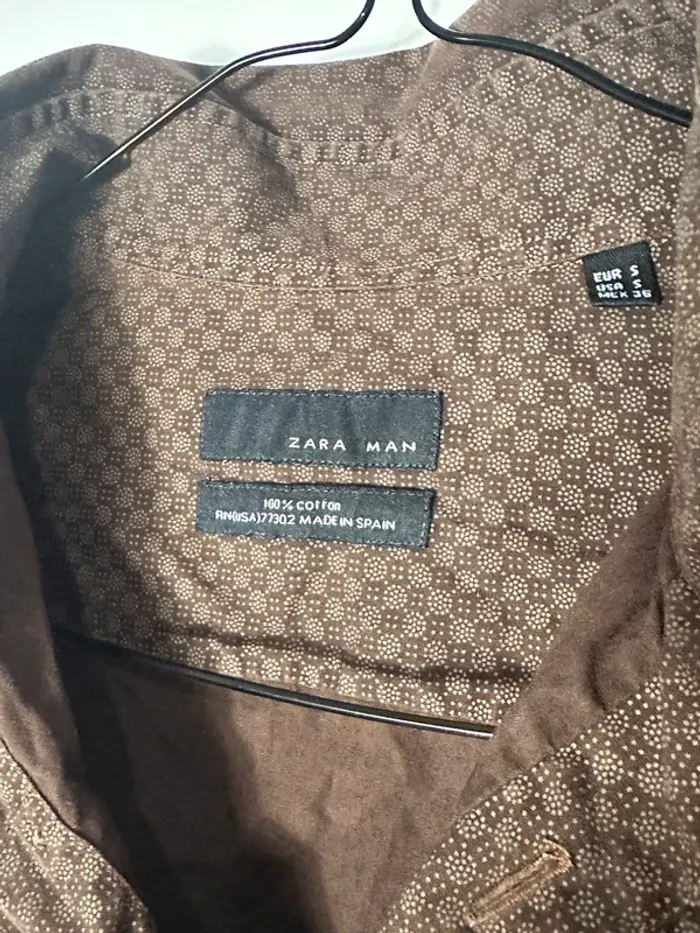 EUR S
USA S
MEX 36
ZARA MAN
100% cotton
RN(USA)77302 MADE IN SPAIN